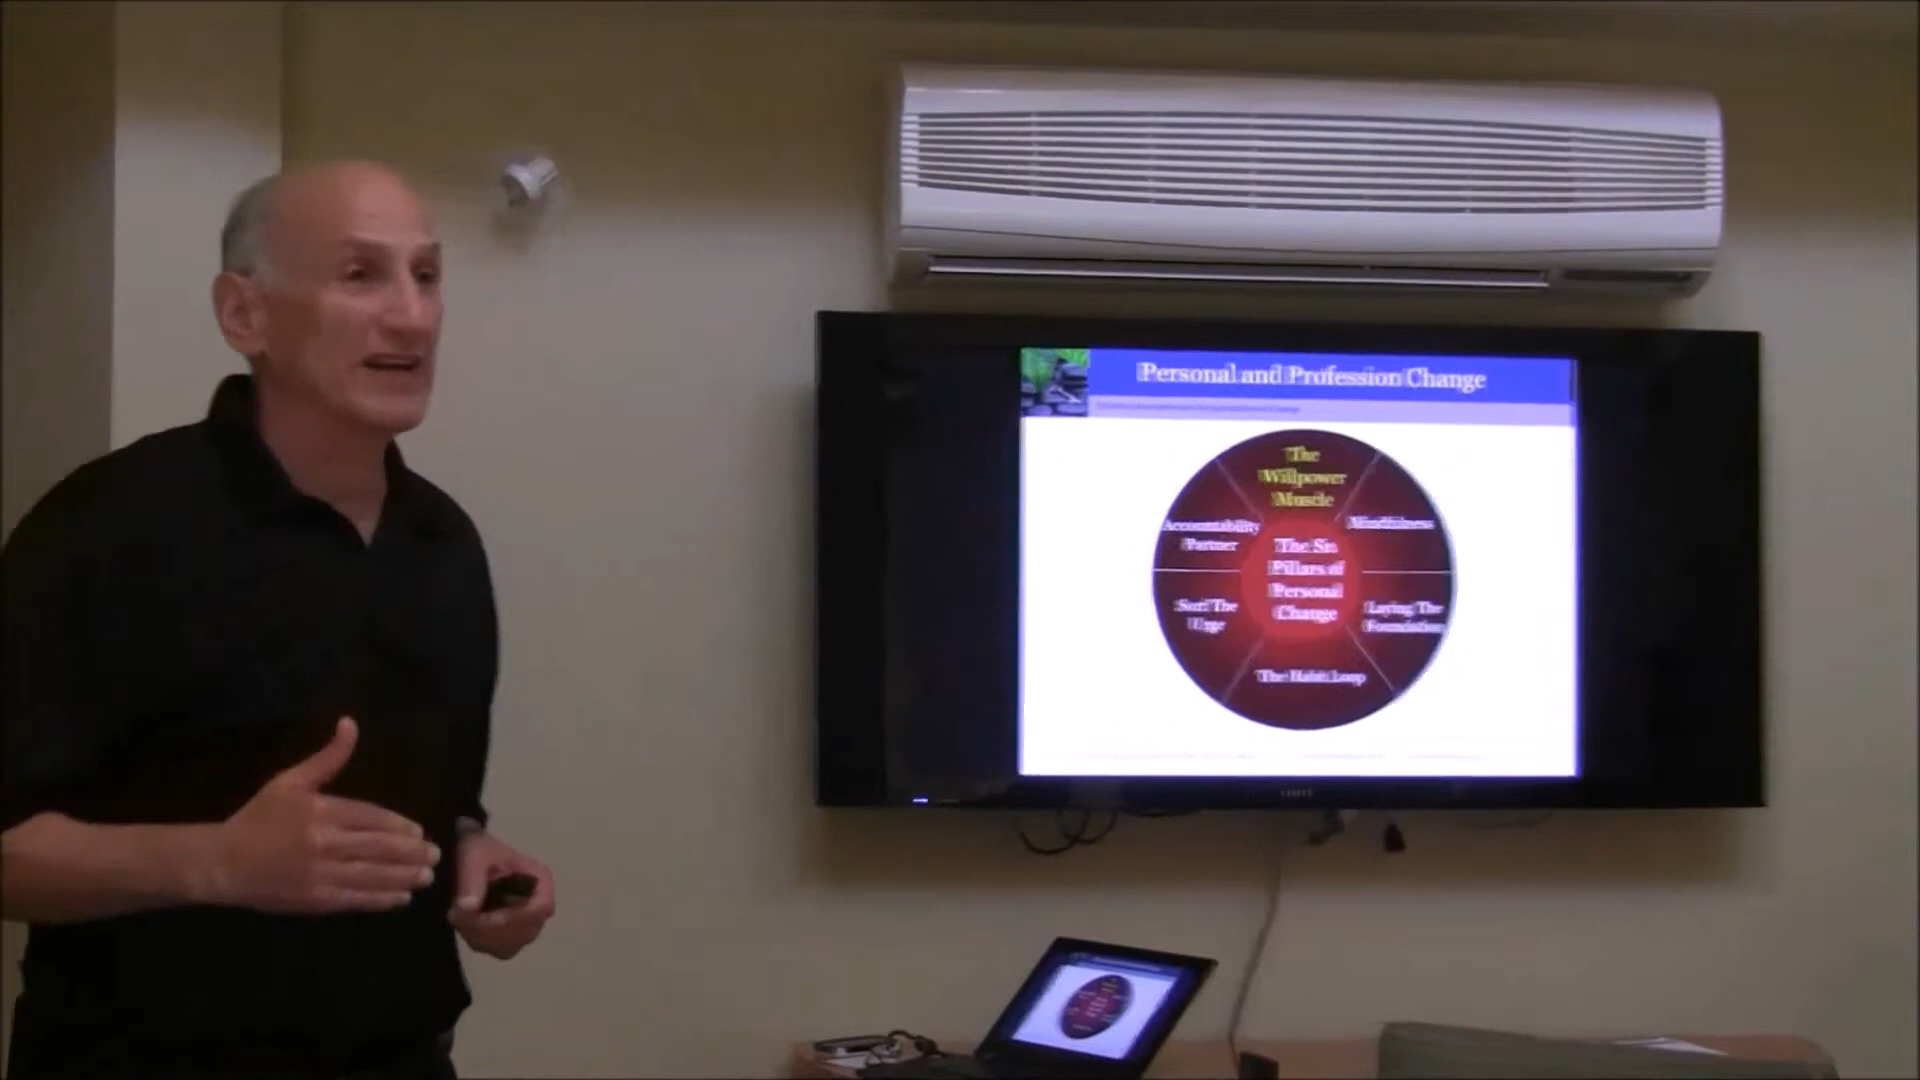 Personal and Profession Change
The
Willpower
Muscle
Mindfulness
Laying The
Foundation
The Habit Loop
Surf The
Urge
Accountability
Partner
The Six
Pillars of
Personal
Change